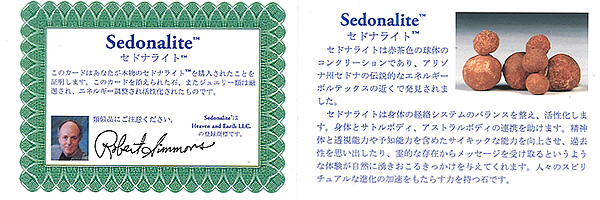 Sedonalite™
セドナライト™
このカードはあなたが本物のセドナライト™を購入されたことを
証明します。このカードを添えられた石、またジュエリー類は厳
選され、エネルギー調整され活性化されたものです。
類似品にご注意ください。
Sedonalite™は
Heaven and Earth LLC.
の登録商標です。
Robert Simmons
Sedonalite™
セドナライト™
セドナライトは赤茶色の球体の
コンクリーションであり、アリゾ
ナ州セドナの伝説的なエネルギー
ボルテックスの近くで発見されま
した。
セドナライトは身体の経絡システムのバランスを整え、活性化しま
す。身体とサトルボディ、アストラルボディの連携を助けます。精神
体と透視能力や予知能力を含めたサイキックな能力を向上させ、過去
生を思い出したり、霊的な存在からメッセージを受け取るというよう
な体験が自然に湧きおこるきっかけを与えてくれます。人々のスピリ
チュアルな進化の加速をもたらす力を持つ石です。